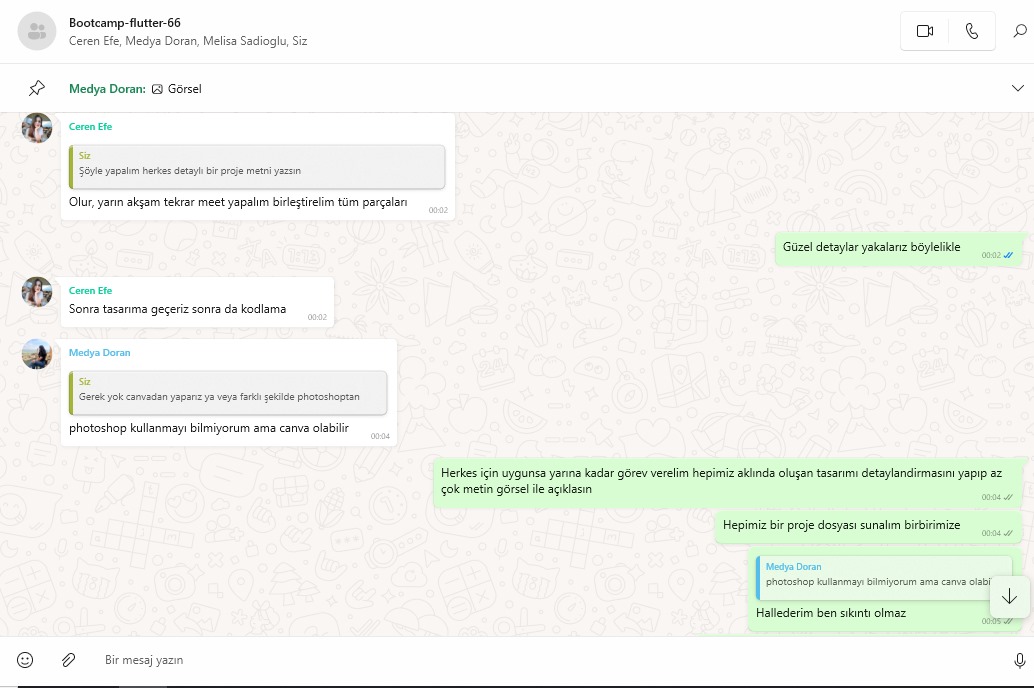 Bootcamp-flutter-66
Ceren Efe, Medya Doran, Melisa Sadioglu, Siz
Medya Doran: Görsel
Ceren Efe
Siz
Şöyle yapalım herkes detaylı bir proje metni yazsın
Olur, yarın akşam tekrar meet yapalım birleştirelim tüm parçaları
00:02
Güzel detaylar yakalarız böylelikle
00:02
Ceren Efe
Sonra tasarıma geçeriz sonra da kodlama
00:02
Medya Doran
Siz
Gerek yok canvadan yaparız ya veya farklı şekilde photoshoptan
photoshop kullanmayı bilmiyorum ama canva olabilir
00:04
Herkes için uygunsa yarına kadar görev verelim hepimiz aklında oluşan tasarımı detaylandirmasını yapıp az
çok metin görsel ile açıklasın
00:04
Hepimiz bir proje dosyası sunalım birbirimize
00:04
Medya Doran
photoshop kullanmayı bilmiyorum ama canva olabi
Hallederim ben sıkıntı olmaz
00:05
Bir mesaj yazın